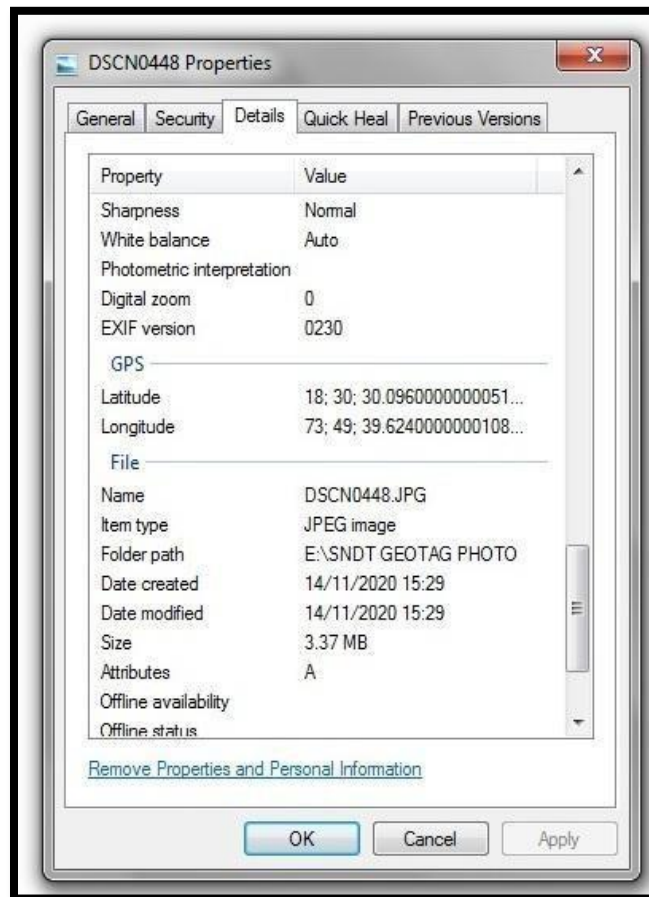 DSCN0448 Properties
General Security Details Quick Heal Previous Versions
Property Value
Sharpness Normal
White balance Auto
Photometric interpretation
Digital zoom 0
EXIF version 0230
GPS
Latitude 18; 30; 30.0960000000051...
Longitude 73; 49; 39.6240000000108...
File
Name DSCN0448.JPG
Item type JPEG image
Folder path E:\SNDT GEOTAG PHOTO
Date created 14/11/2020 15:29
Date modified 14/11/2020 15:29
Size 3.37 MB
Attributes A
Offline availability
Offline status
Remove Properties and Personal Information
OK Cancel Apply